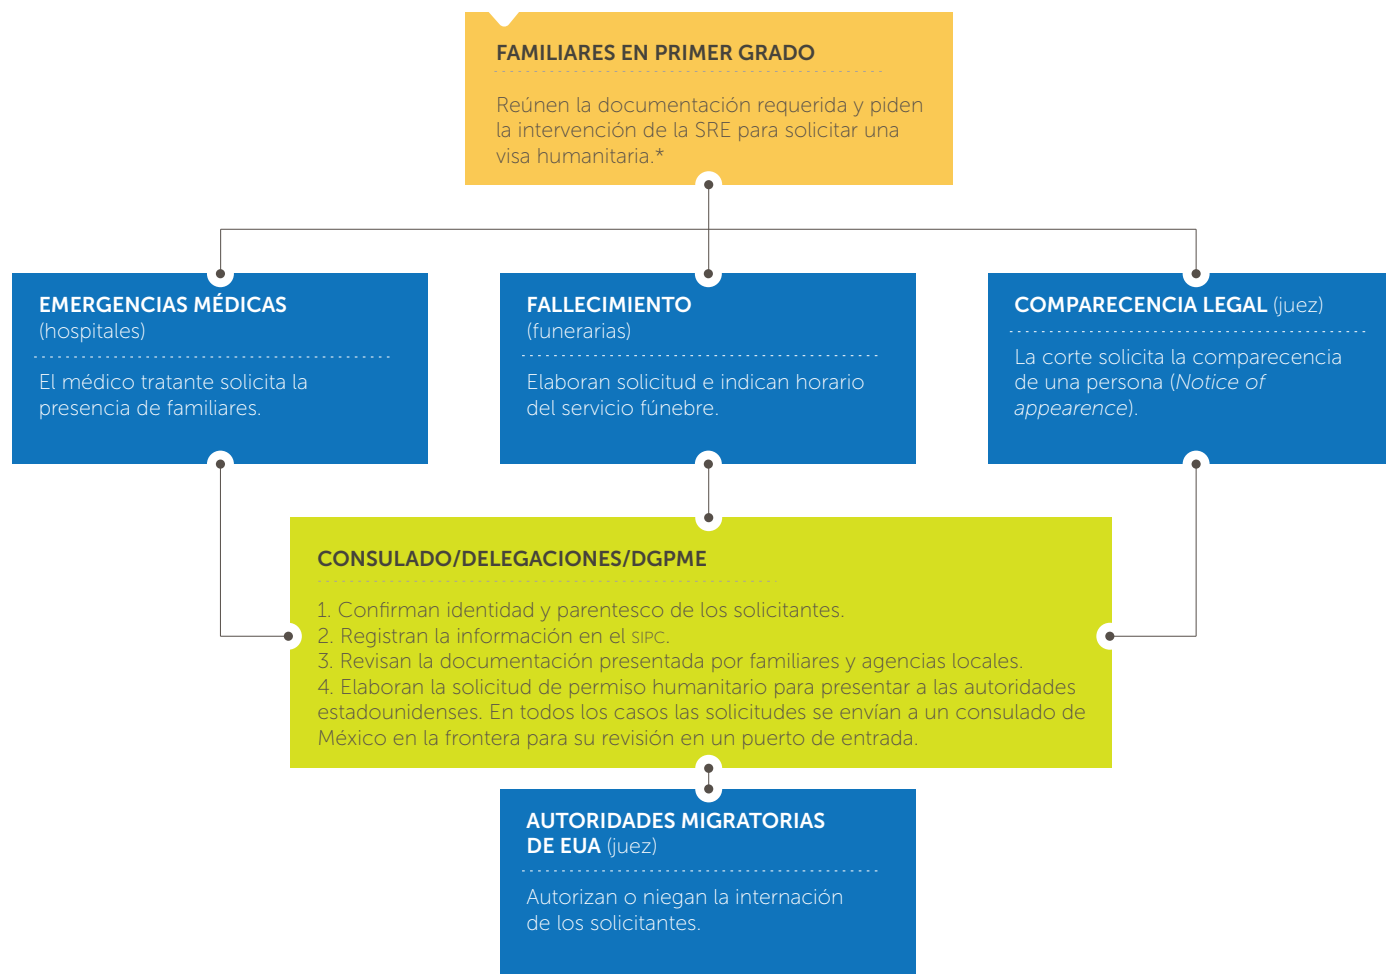 FAMILIARES EN PRIMER GRADO
Reúnen la documentación requerida y piden
la intervención de la SRE para solicitar una
visa humanitaria.*
EMERGENCIAS MÉDICAS
(hospitales)
El médico tratante solicita la
presencia de familiares.
FALLECIMIENTO
(funerarias)
Elaboran solicitud e indican horario
del servicio fúnebre.
COMPARECENCIA LEGAL (juez)
La corte solicita la comparecencia
de una persona (Notice of
appearence).
CONSULADO/DELEGACIONES/DGPME
1. Confirman identidad y parentesco de los solicitantes.
2. Registran la información en el SIPC.
3. Revisan la documentación presentada por familiares y agencias locales.
4. Elaboran la solicitud de permiso humanitario para presentar a las autoridades
estadounidenses. En todos los casos las solicitudes se envían a un consulado de
México en la frontera para su revisión en un puerto de entrada.
AUTORIDADES MIGRATORIAS
DE EUA (juez)
Autorizan o niegan la internación
de los solicitantes.